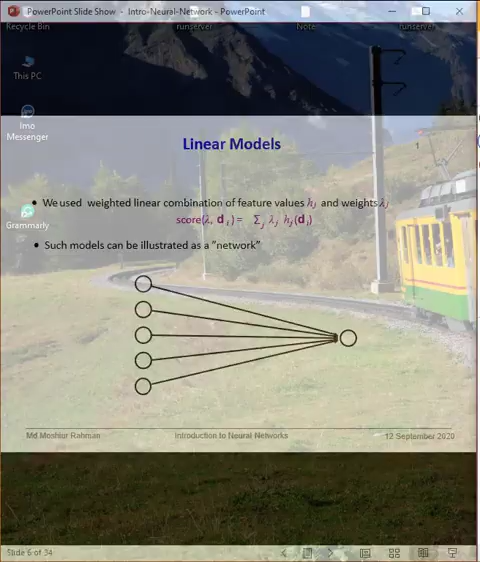 PowerPoint Slide Show - Intro-Neural-Network - PowerPoint
Recycle Bin
runserver
Note
runserver
This PC
Imo
Messenger
Grammarly
1
Linear Models
• We used weighted linear combination of feature values hj and weights λj
score(λ, di) = ∑j λj hj(di)
• Such models can be illustrated as a "network"
Md Moshiur Rahman
Introduction to Neural Networks
12 September 2020
Slide 6 of 34